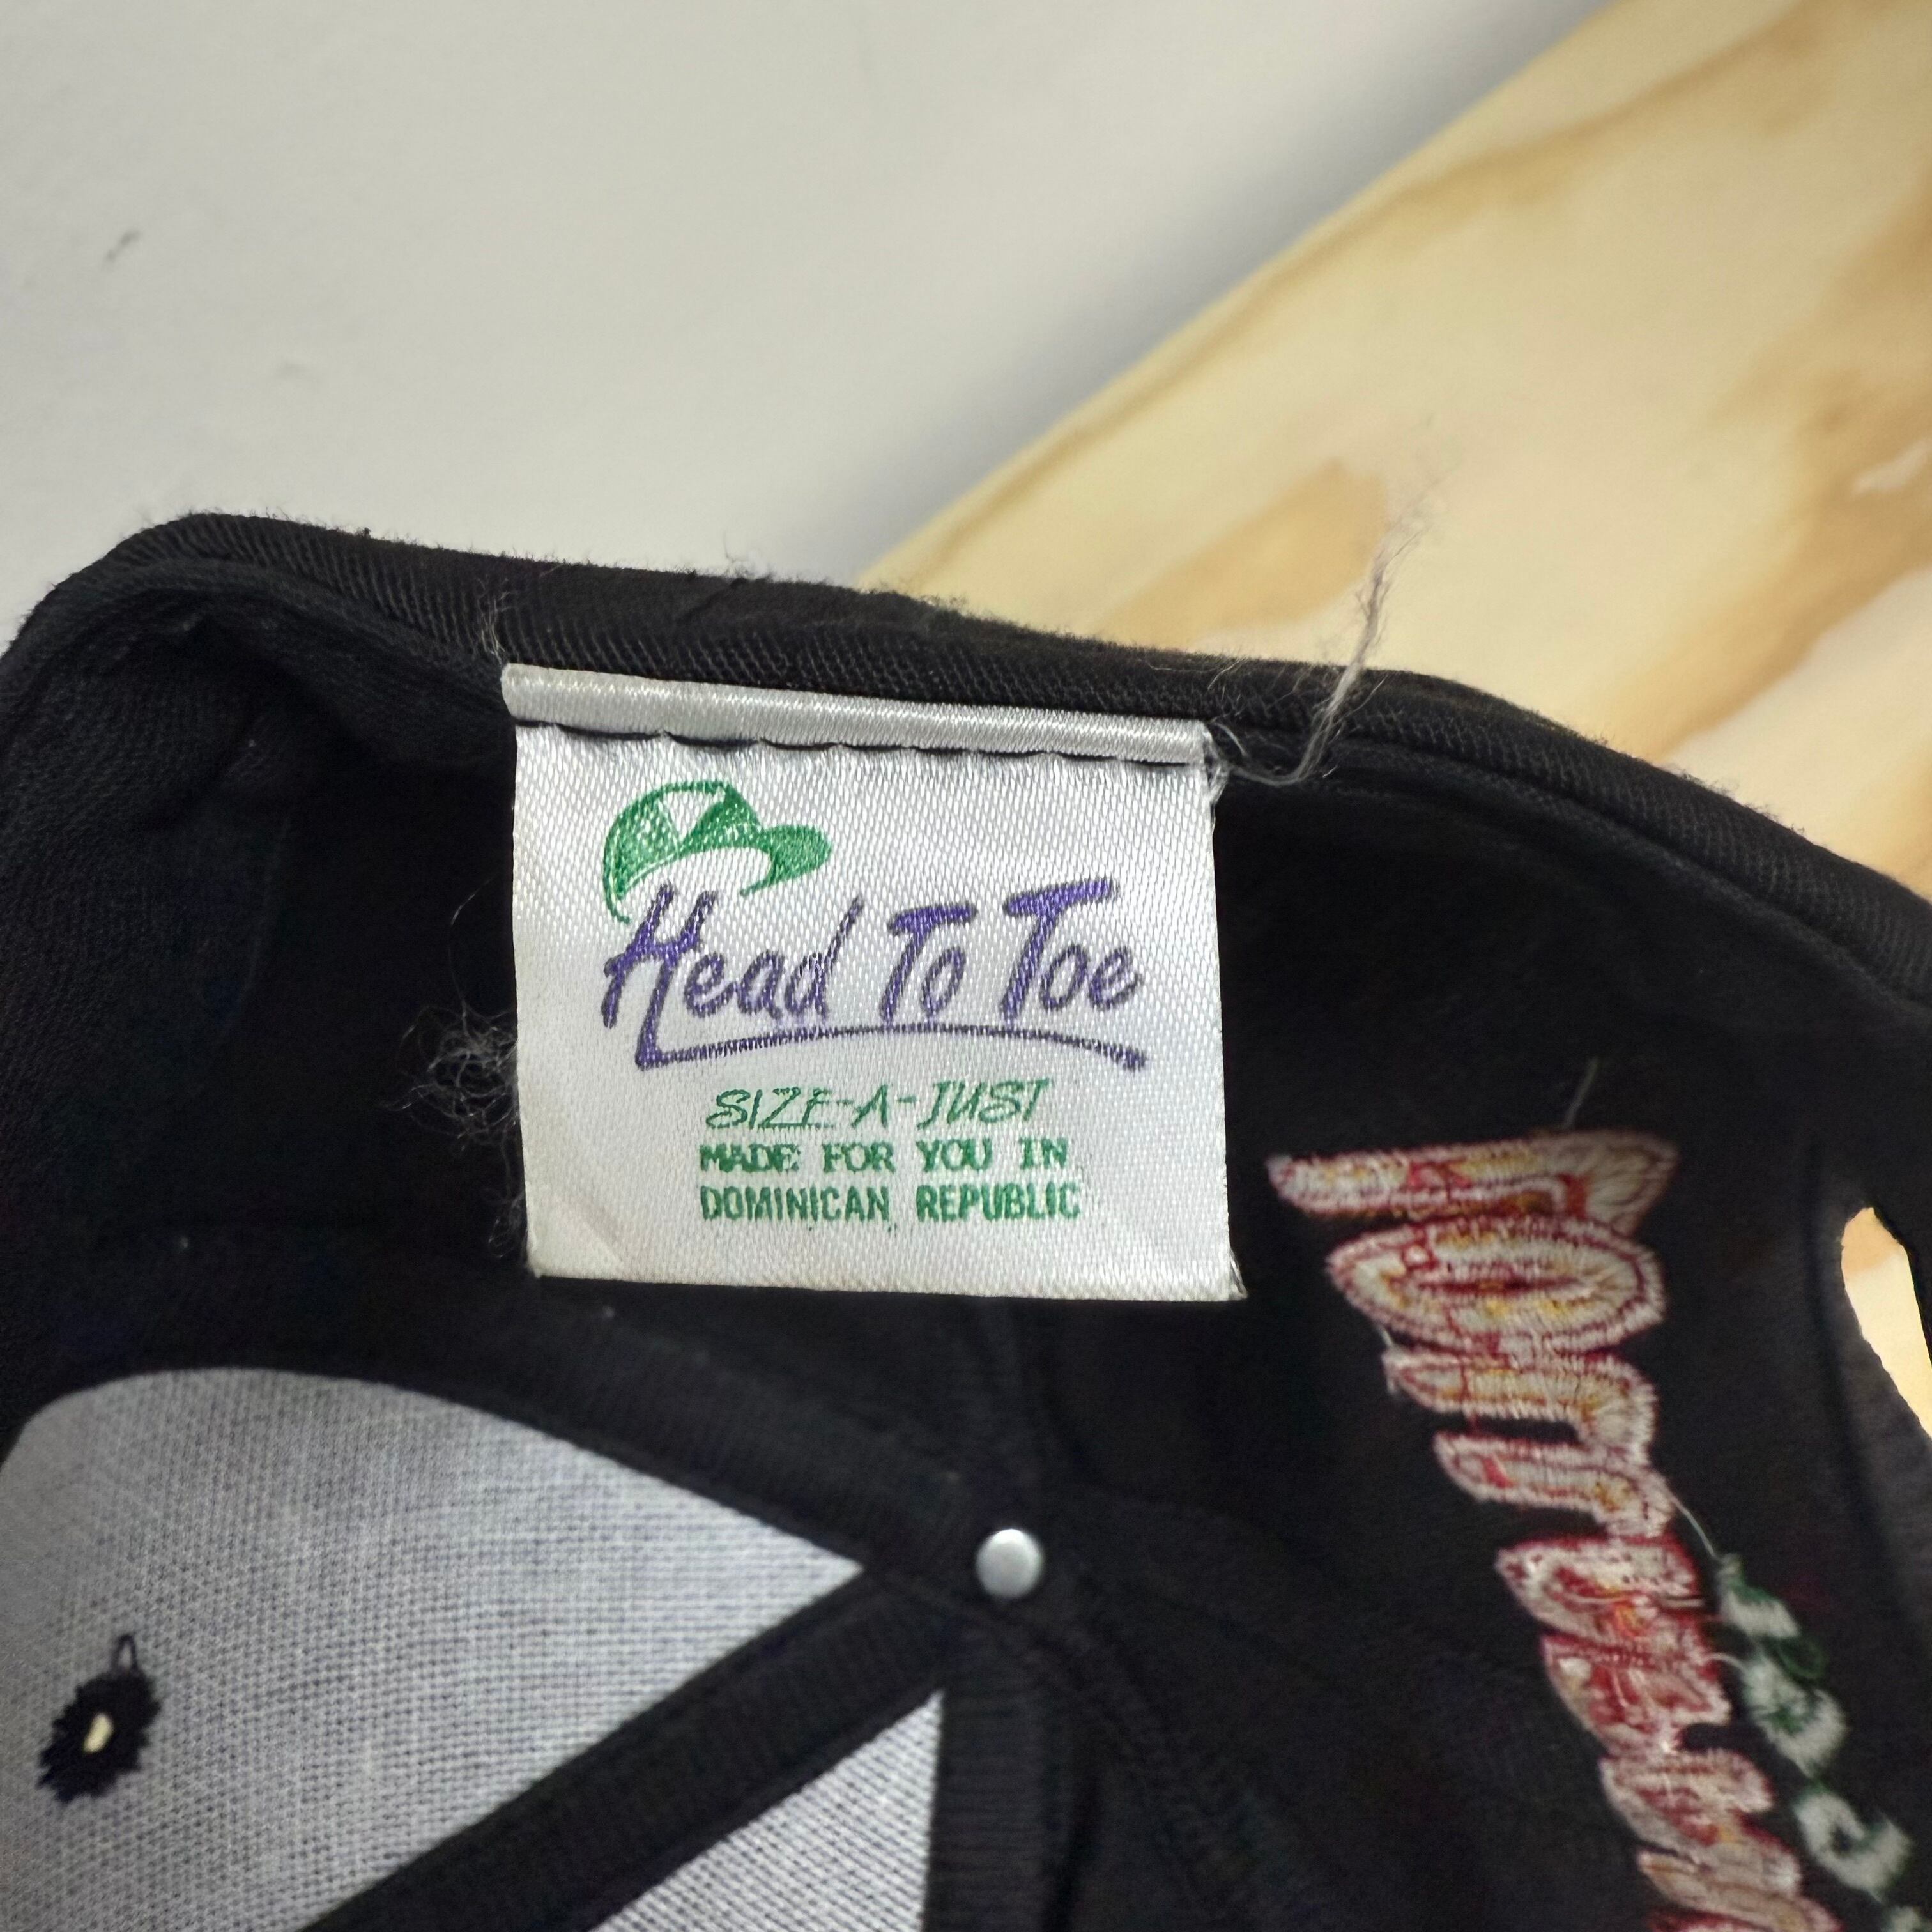 Head To Toe
SIZE-A-JUST
MADE FOR YOU IN
DOMINICAN REPUBLIC